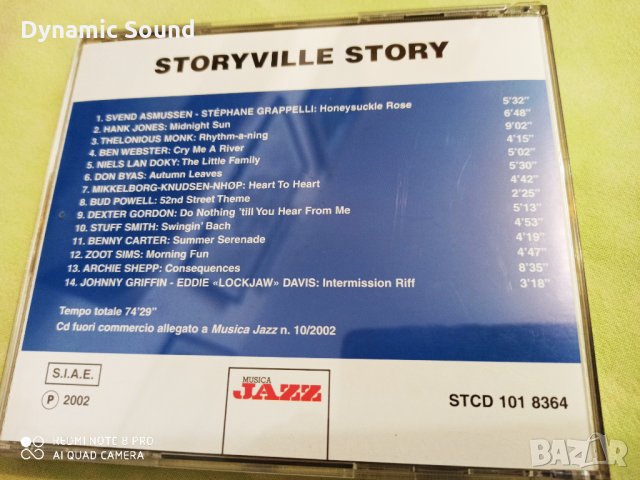 Dynamic Sound
STORYVILLE STORY
1. SVEND ASMUSSEN - STÉPHANE GRAPPELLI: Honeysuckle Rose 5'32"
2. HANK JONES: Midnight Sun 6'48"
3. THELONIOUS MONK: Rhythm-a-ning 9'02"
4. BEN WEBSTER: Cry Me A River 4'15"
5. NIELS LAN DOKY: The Little Family 5'02"
6. DON BYAS: Autumn Leaves 5'30"
7. MIKKELBORG-KNUDSEN-NHØP: Heart To Heart 4'42"
8. BUD POWELL: 52nd Street Theme 2'25"
9. DEXTER GORDON: Do Nothing 'till You Hear From Me 5'13"
10. STUFF SMITH: Swingin' Bach 4'53"
11. BENNY CARTER: Summer Serenade 4'19"
12. ZOOT SIMS: Morning Fun 4'47"
13. ARCHIE SHEPP: Consequences 8'35"
14. JOHNNY GRIFFIN - EDDIE «LOCKJAW» DAVIS: Intermission Riff 3'18"
Tempo totale 74'29"
Cd fuori commercio allegato a Musica Jazz n. 10/2002
S.I.A.E.
℗ 2002
MUSICA
JAZZ
STCD 101 8364
REDMI NOTE 8 PRO
AI QUAD CAMERA
BAZAR